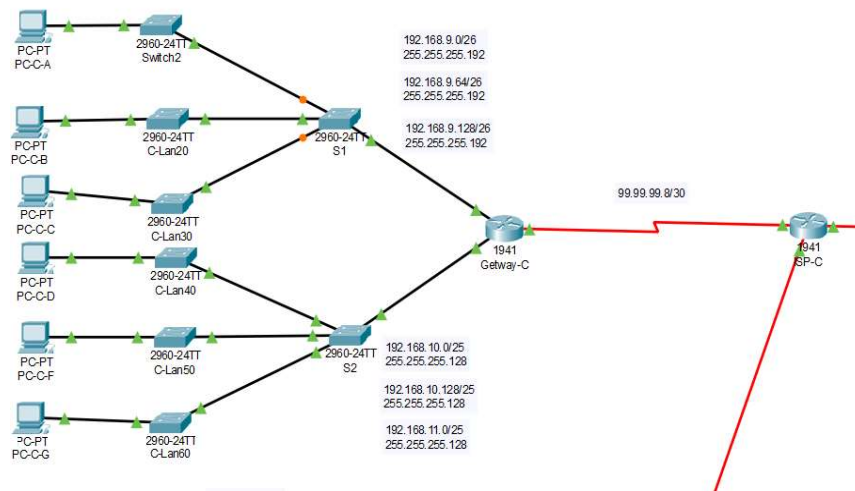 PC-PT
PC-C-A
2960-24TT
Switch2
192.168.9.0/26
255.255.255.192
192.168.9.64/26
255.255.255.192
PC-PT
PC-C-B
2960-24TT
C-Lan20
2960-24TT
S1
192.168.9.128/26
255.255.255.192
PC-PT
PC-C-C
2960-24TT
C-Lan30
99.99.99.8/30
1941
Getway-C
1941
ISP-C
PC-PT
PC-C-D
2960-24TT
C-Lan40
PC-PT
PC-C-F
2960-24TT
C-Lan50
2960-24TT
S2
192.168.10.0/25
255.255.255.128
192.168.10.128/25
255.255.255.128
PC-PT
PC-C-G
2960-24TT
C-Lan60
192.168.11.0/25
255.255.255.128